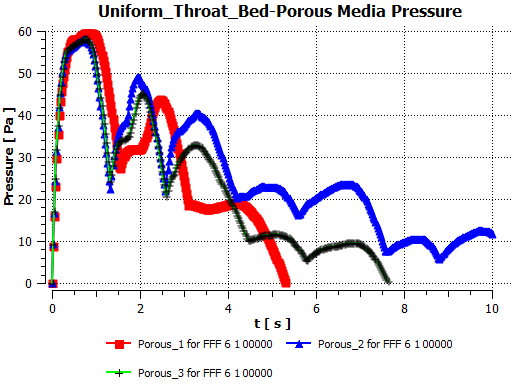 Uniform_Throat_Bed-Porous Media Pressure
Pressure [ Pa ]
60
50
40
30
20
10
0
0 2 4 6 8 10
t [ s ]
Porous_1 for FFF 6 1 00000 Porous_2 for FFF 6 1 00000
Porous_3 for FFF 6 1 00000